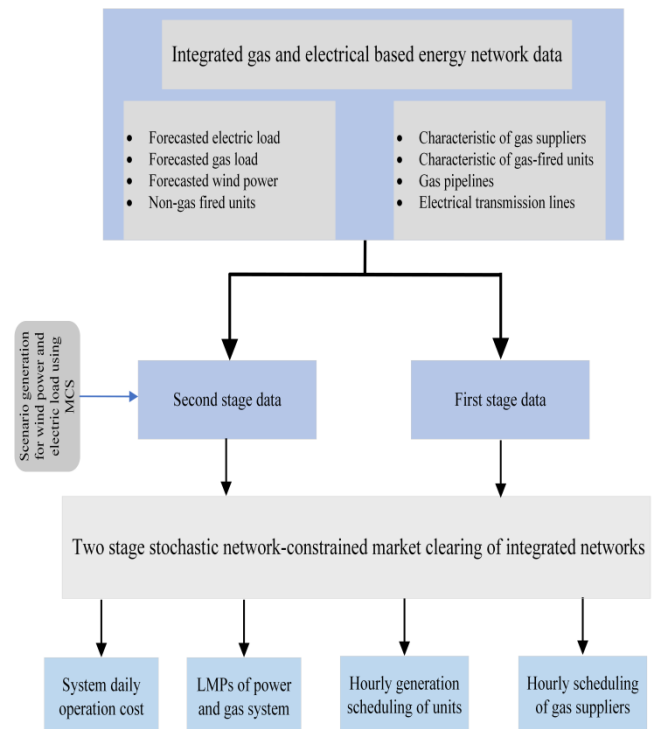 Integrated gas and electrical based energy network data
• Forecasted electric load
• Forecasted gas load
• Forecasted wind power
• Non-gas fired units
• Characteristic of gas suppliers
• Characteristic of gas-fired units
• Gas pipelines
• Electrical transmission lines
Scenario generation
for wind power and
electric load using
MCS
Second stage data
First stage data
Two stage stochastic network-constrained market clearing of integrated networks
System daily
operation cost
LMPs of power
and gas system
Hourly generation
scheduling of units
Hourly scheduling
of gas suppliers